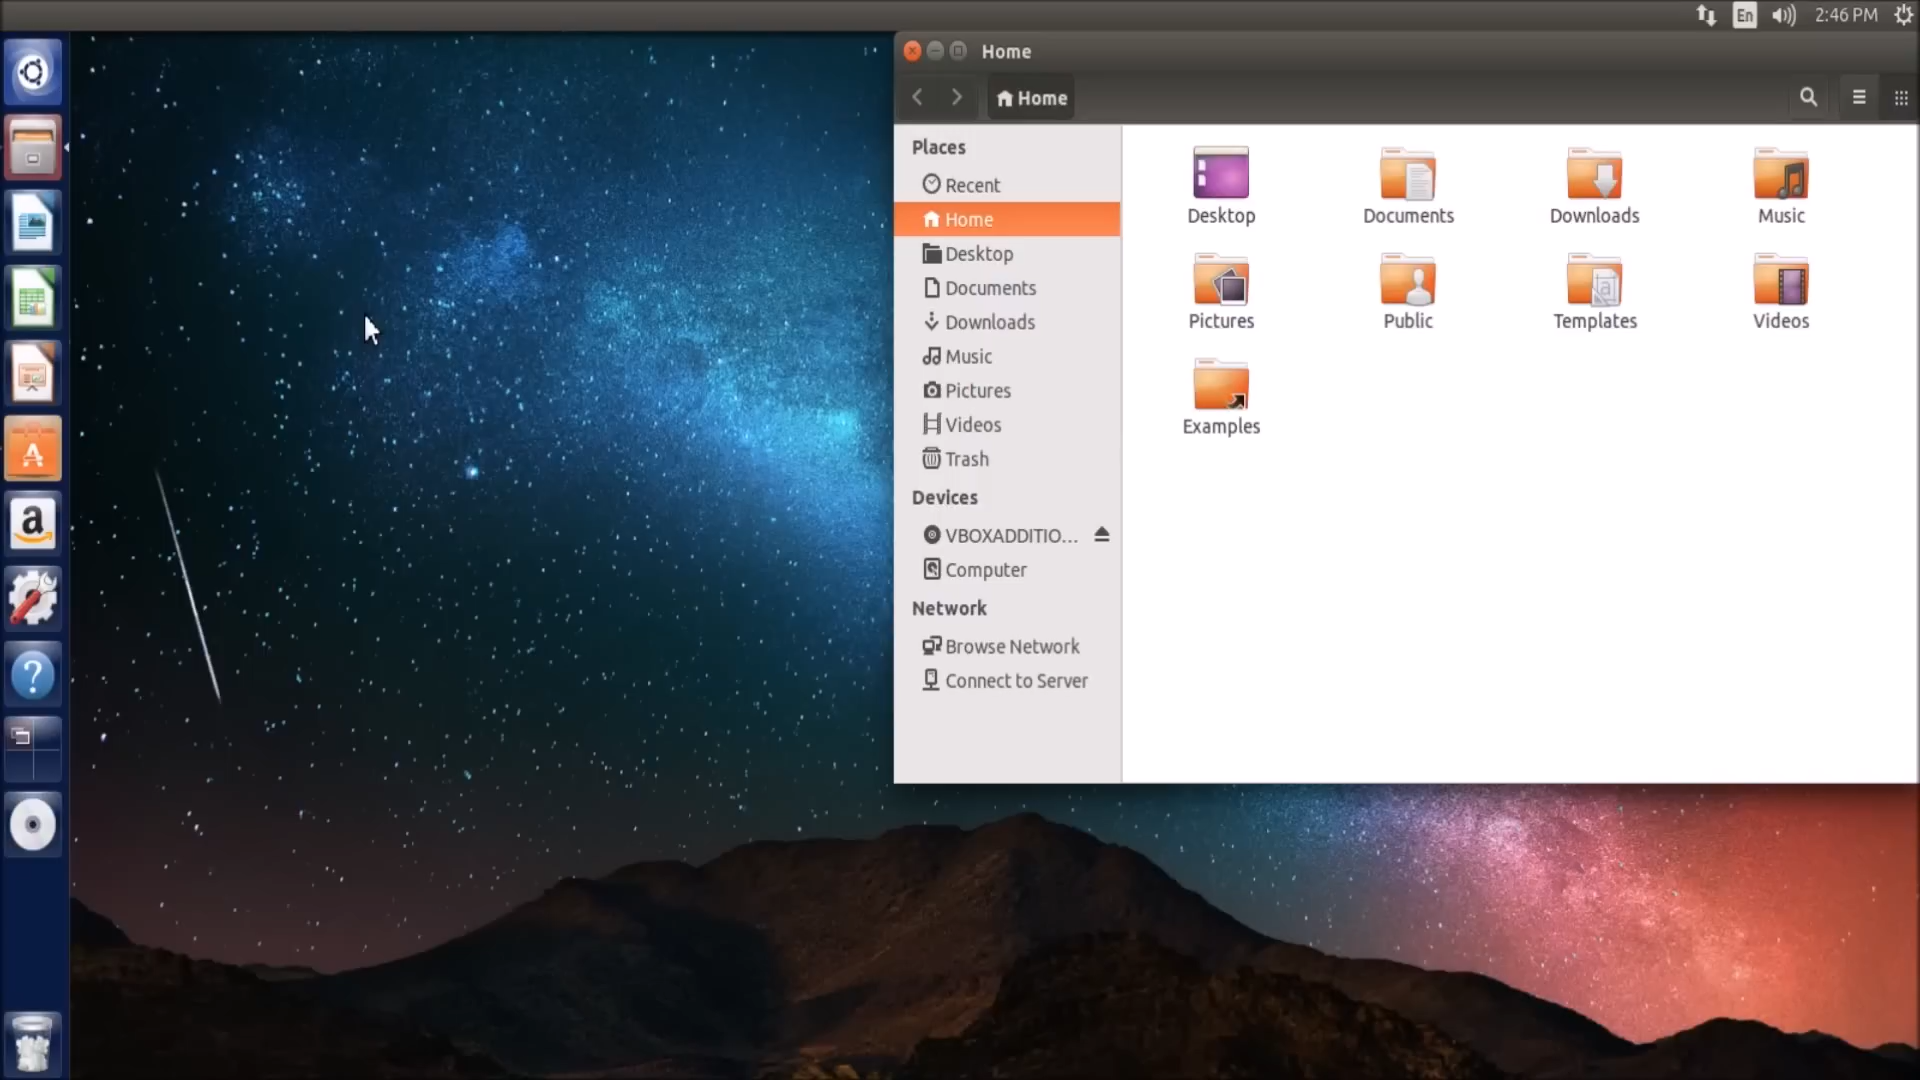 En
2:46 PM
Home
Home
Places
Recent
Home
Desktop
Documents
Downloads
Music
Pictures
Videos
Trash
Devices
VBOXADDITIO...
Computer
Network
Browse Network
Connect to Server
Desktop
Documents
Downloads
Music
Pictures
Public
Templates
Videos
Examples